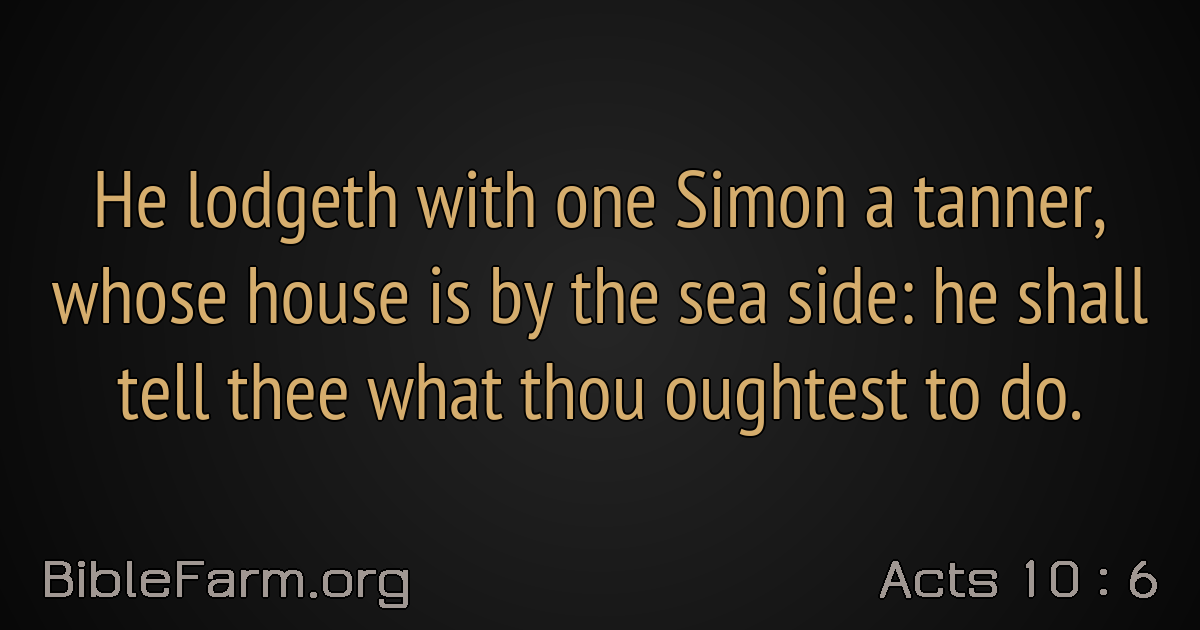 He lodgeth with one Simon a tanner,
whose house is by the sea side: he shall
tell thee what thou oughtest to do.
BibleFarm.org
Acts 10 : 6